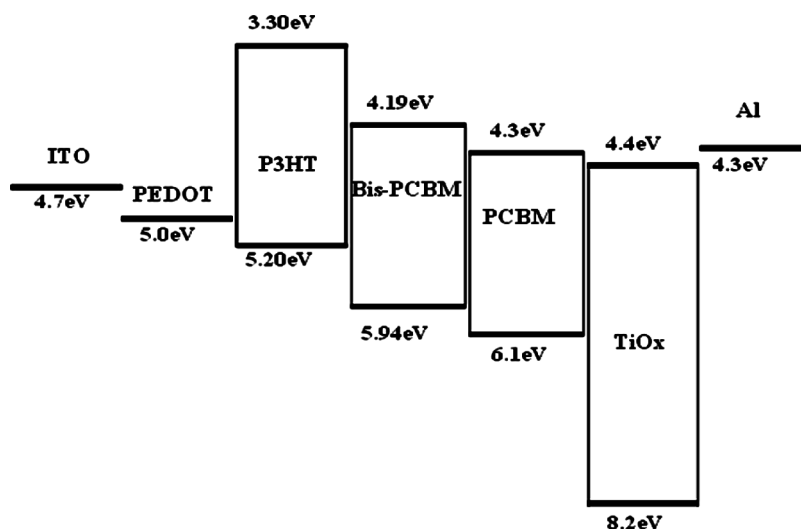 3.30eV
4.19eV
4.3eV
4.4eV
Al
4.3eV
ITO
4.7eV
PEDOT
5.0eV
P3HT
5.20eV
Bis-PCBM
5.94eV
PCBM
6.1eV
TiOx
8.2eV